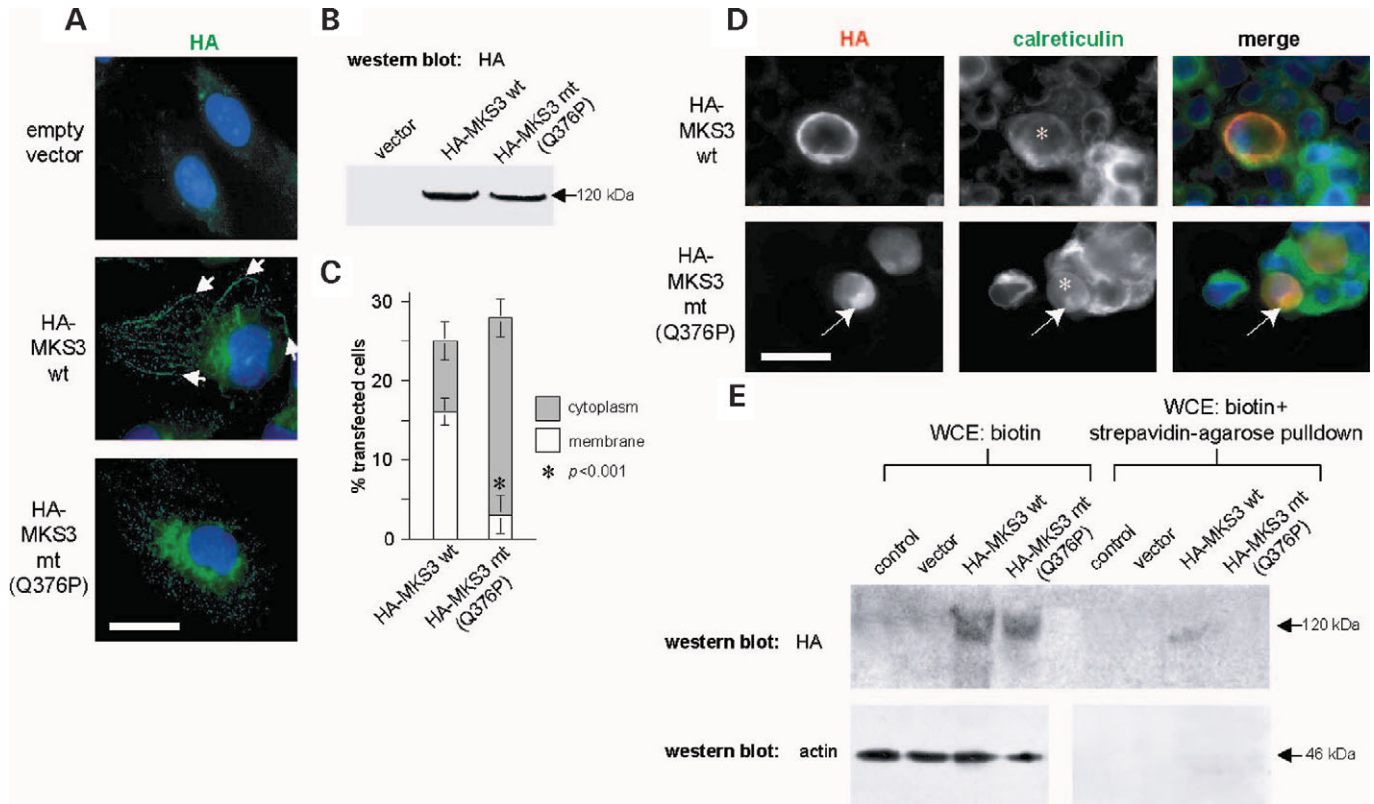 A
HA
empty
vector
HA-
MKS3
wt
HA-
MKS3
mt
(Q376P)
B
western blot: HA
vector
HA-MKS3 wt
HA-MKS3 mt
(Q376P)
120 kDa
C
% transfected cells
30
20
10
0
cytoplasm
membrane
* p<0.001
*
HA-MKS3 wt
HA-MKS3 mt
(Q376P)
D
HA
calreticulin
merge
HA-
MKS3
wt
*
HA-
MKS3
mt
(Q376P)
*
E
WCE: biotin
WCE: biotin+
strepavidin-agarose pulldown
control
vector
HA-MKS3 wt
HA-MKS3 mt
(Q376P)
control
vector
HA-MKS3 wt
HA-MKS3 mt
(Q376P)
western blot: HA
120 kDa
western blot: actin
46 kDa